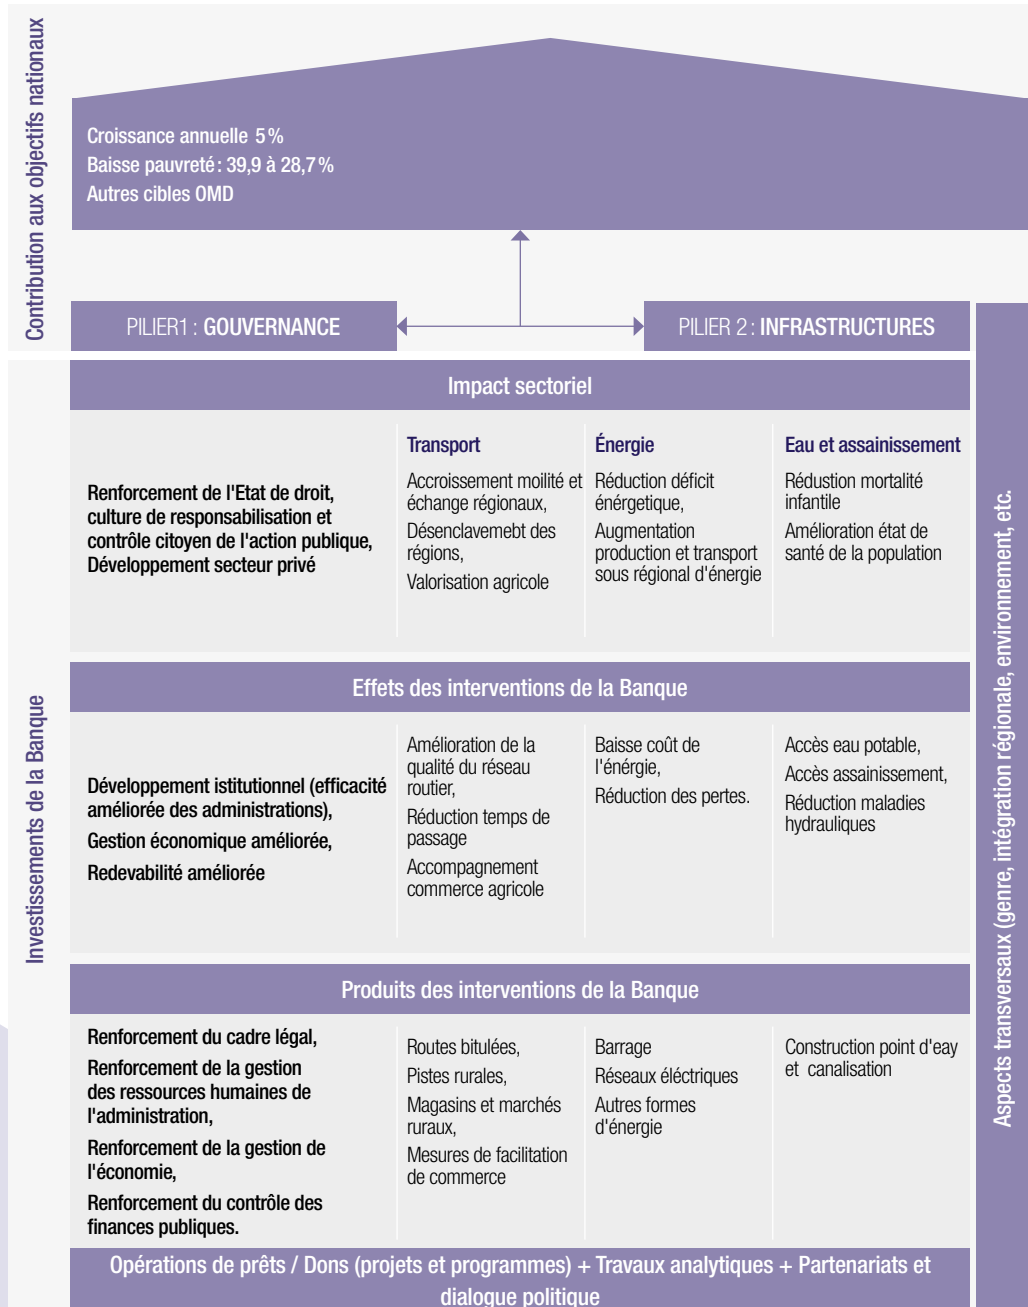 Contribution aux objectifs nationaux
Croissance annuelle 5%
Baisse pauvreté : 39,9 à 28,7%
Autres cibles OMD
PILIER1 : GOUVERNANCE
PILIER 2 : INFRASTRUCTURES
Aspects transversaux (genre, intégration régionale, environnement, etc.
Investissements de la Banque
Impact sectoriel
Renforcement de l'Etat de droit,
culture de responsabilisation et
contrôle citoyen de l'action publique,
Développement secteur privé
Transport
Accroissement moilité et
échange régionaux,
Désenclavemebt des
régions,
Valorisation agricole
Énergie
Réduction déficit
énérgetique,
Augmentation
production et transport
sous régional d'énergie
Eau et assainissement
Rédustion mortalité
infantile
Amélioration état de
santé de la population
Effets des interventions de la Banque
Développement istitutionnel (efficacité
améliorée des administrations),
Gestion économique améliorée,
Redevabilité améliorée
Amélioration de la
qualité du réseau
routier,
Réduction temps de
passage
Accompagnement
commerce agricole
Baisse coût de
l'énérgie,
Réduction des pertes.
Accès eau potable,
Accès assainissement,
Réduction maladies
hydrauliques
Produits des interventions de la Banque
Renforcement du cadre légal,
Renforcement de la gestion
des ressources humaines de
l'administration,
Renforcement de la gestion de
l'économie,
Renforcement du contrôle des
finances publiques.
Routes bitulées,
Pistes rurales,
Magasins et marchés
ruraux,
Mesures de facilitation
de commerce
Barrage
Réseaux éléctriques
Autres formes
d'énergie
Construction point d'eay
et canalisation
Opérations de prêts / Dons (projets et programmes) + Travaux analytiques + Partenariats et
dialogue politique